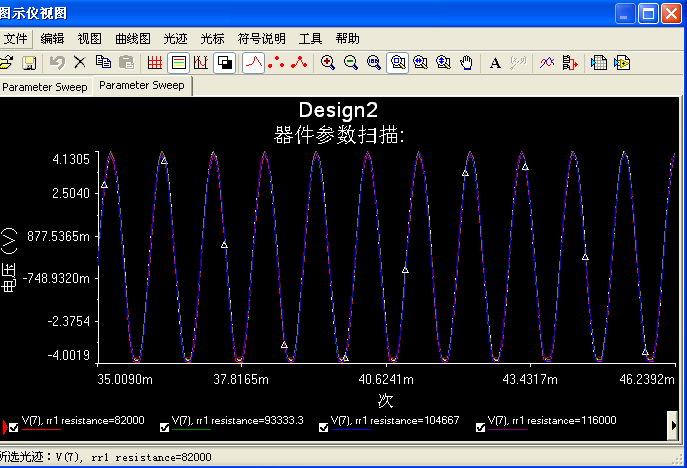 图示仪视图
文件 编辑 视图 曲线图 光迹 光标 符号说明 工具 帮助
A
Parameter Sweep Parameter Sweep
Design2
器件参数扫描:
电压 (V)
4.1305
2.5040
877.5365m
-748.9320m
-2.3754
-4.0019
35.0090m 37.8165m 40.6241m 43.4317m 46.2392m
次
V(7), rr1 resistance=82000 V(7), rr1 resistance=93333.3 V(7), rr1 resistance=104667 V(7), rr1 resistance=116000
所选光迹：V(7), rr1 resistance=82000